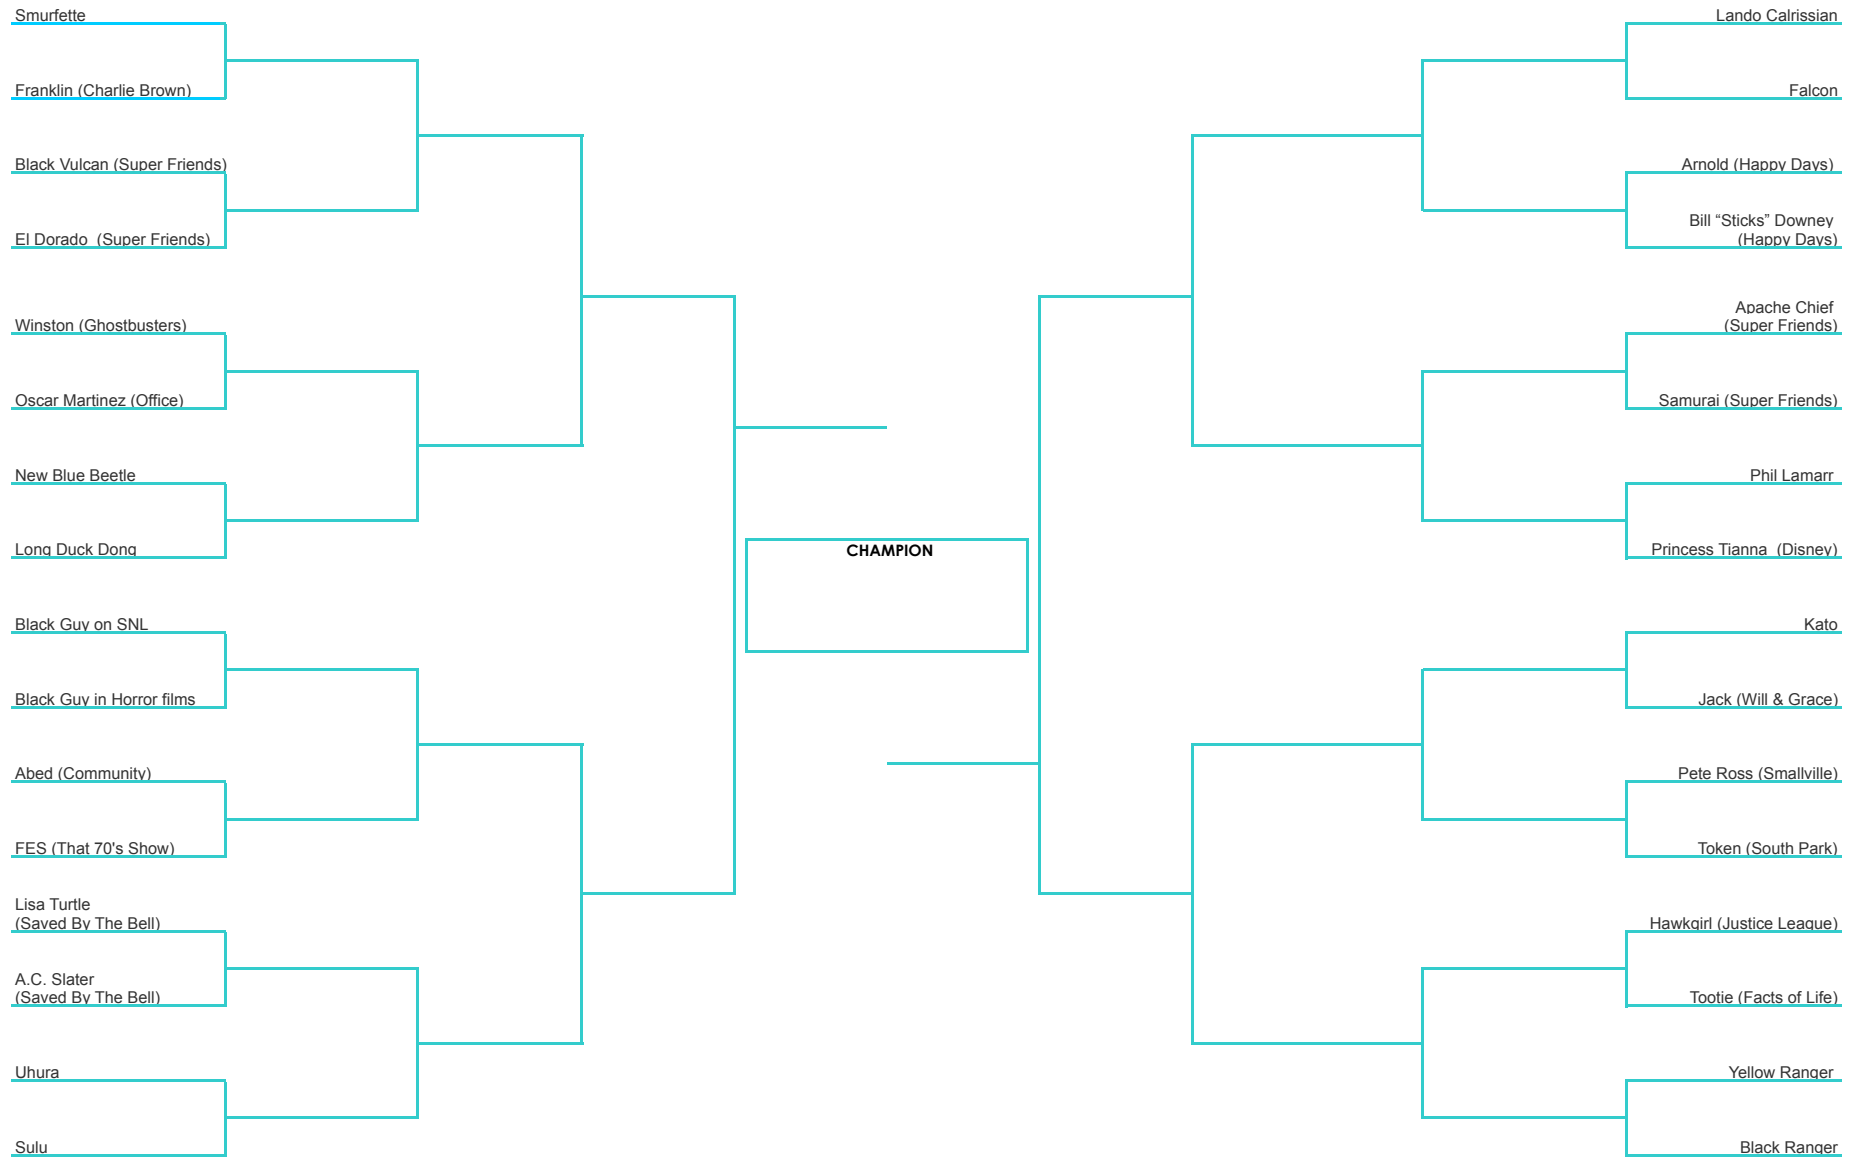 Smurfette
Franklin (Charlie Brown)
Black Vulcan (Super Friends)
El Dorado  (Super Friends)
Winston (Ghostbusters)
Oscar Martinez (Office)
New Blue Beetle
Long Duck Dong
Black Guy on SNL
Black Guy in Horror films
Abed (Community)
FES (That 70's Show)
Lisa Turtle
(Saved By The Bell)
A.C. Slater
(Saved By The Bell)
Uhura
Sulu
CHAMPION
Lando Calrissian
Falcon
Arnold (Happy Days)
Bill “Sticks” Downey
(Happy Days)
Apache Chief
(Super Friends)
Samurai (Super Friends)
Phil Lamarr
Princess Tianna  (Disney)
Kato
Jack (Will & Grace)
Pete Ross (Smallville)
Token (South Park)
Hawkgirl (Justice League)
Tootie (Facts of Life)
Yellow Ranger
Black Ranger